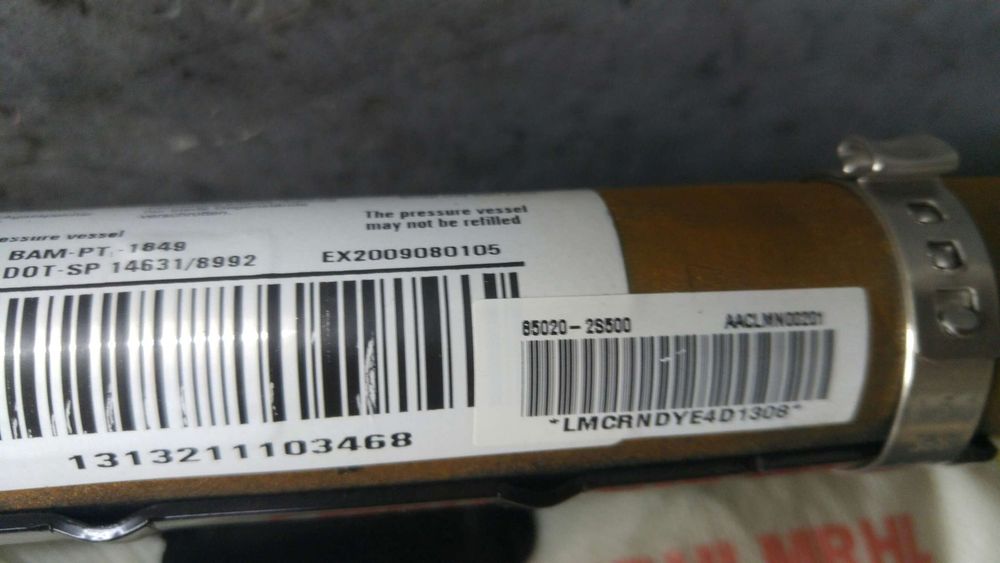 The pressure vessel
may not be refilled
essure vessel
BAM-PT -1849
DOT-SP 14631/8992
EX2009080105
1313211103468
85020-2S500
AACLMN00201
*LMCRNDYE4D1308*